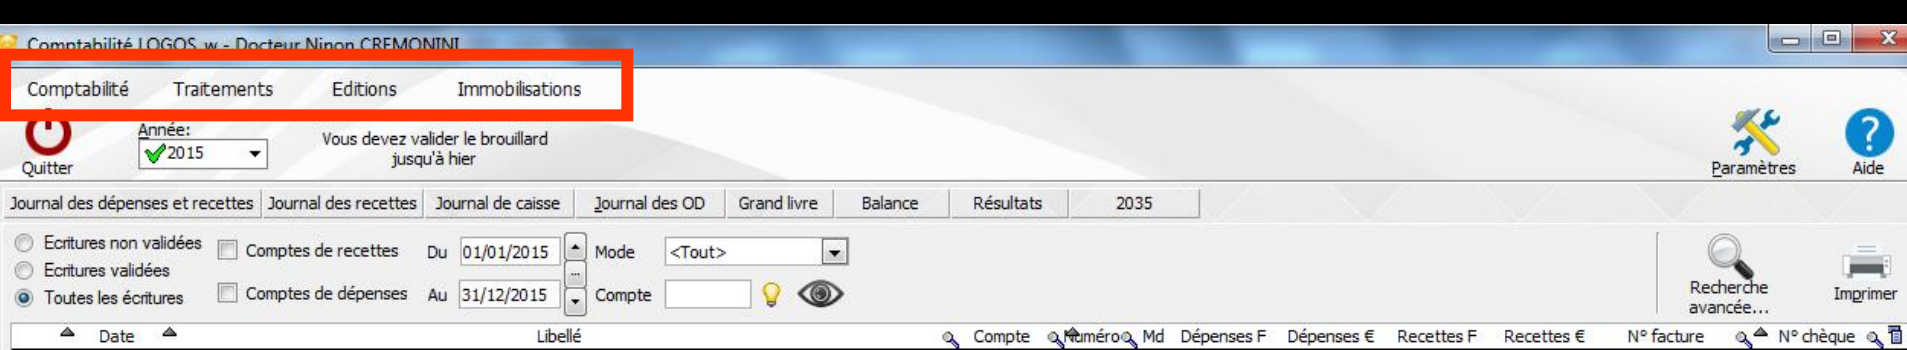 Comptabilité LOGOS_w - Docteur Ninon CREMONINI
Comptabilité Traitements Editions Immobilisations
Quitter
Année:
2015
Vous devez valider le brouillard
jusqu'à hier
Paramètres
Aide
Journal des dépenses et recettes Journal des recettes Journal de caisse Journal des OD Grand livre Balance Résultats 2035
Ecritures non validées
Ecritures validées
Toutes les écritures
Comptes de recettes
Comptes de dépenses
Du 01/01/2015
...
Au 31/12/2015
Mode <Tout>
Compte
Recherche
avancée...
Imprimer
Date Libellé Compte Numéro Md Dépenses F Dépenses € Recettes F Recettes € N° facture N° chèque